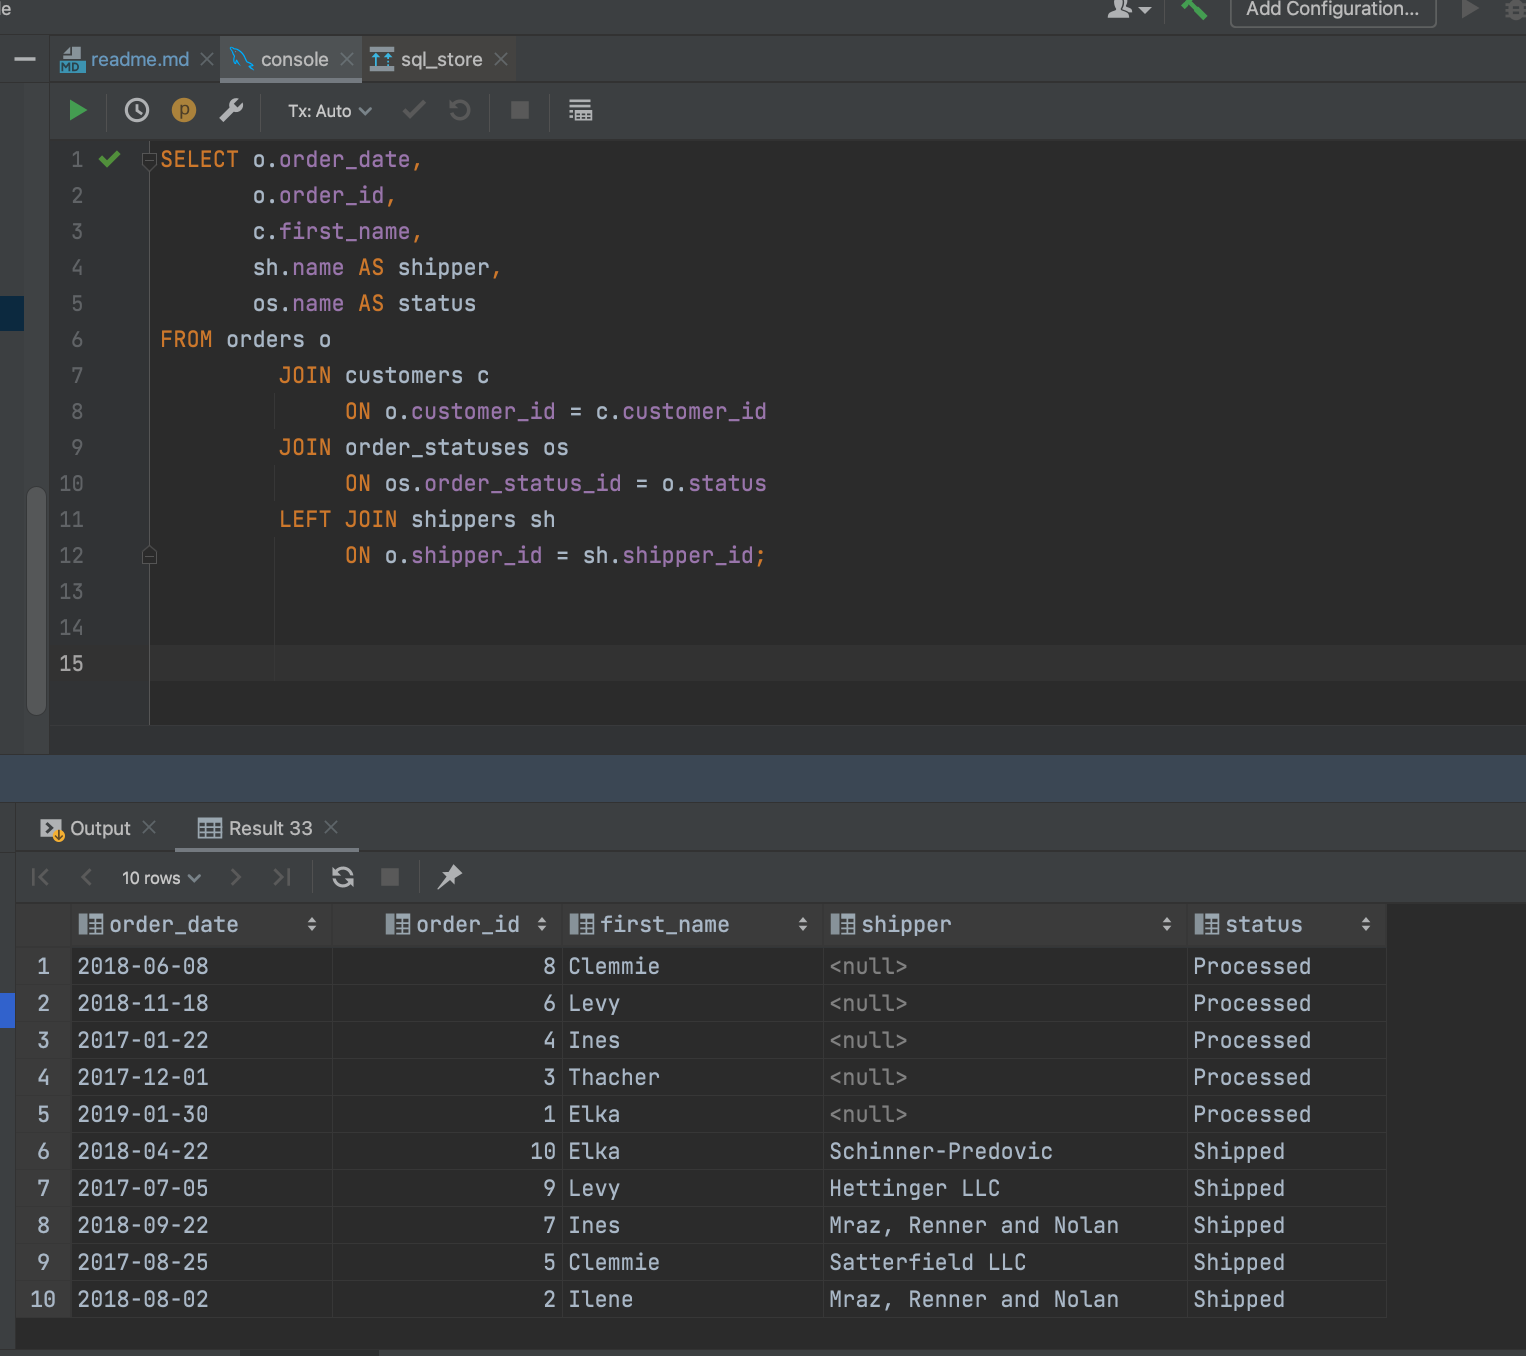 e
Add Configuration...
MD readme.md console sql_store
p Tx: Auto
1 SELECT o.order_date,
2 o.order_id,
3 c.first_name,
4 sh.name AS shipper,
5 os.name AS status
6 FROM orders o
7 JOIN customers c
8 ON o.customer_id = c.customer_id
9 JOIN order_statuses os
10 ON os.order_status_id = o.status
11 LEFT JOIN shippers sh
12 ON o.shipper_id = sh.shipper_id;
13
14
15
Output Result 33
10 rows
order_date order_id first_name shipper status
1 2018-06-08 8 Clemmie <null> Processed
2 2018-11-18 6 Levy <null> Processed
3 2017-01-22 4 Ines <null> Processed
4 2017-12-01 3 Thacher <null> Processed
5 2019-01-30 1 Elka <null> Processed
6 2018-04-22 10 Elka Schinner-Predovic Shipped
7 2017-07-05 9 Levy Hettinger LLC Shipped
8 2018-09-22 7 Ines Mraz, Renner and Nolan Shipped
9 2017-08-25 5 Clemmie Satterfield LLC Shipped
10 2018-08-02 2 Ilene Mraz, Renner and Nolan Shipped